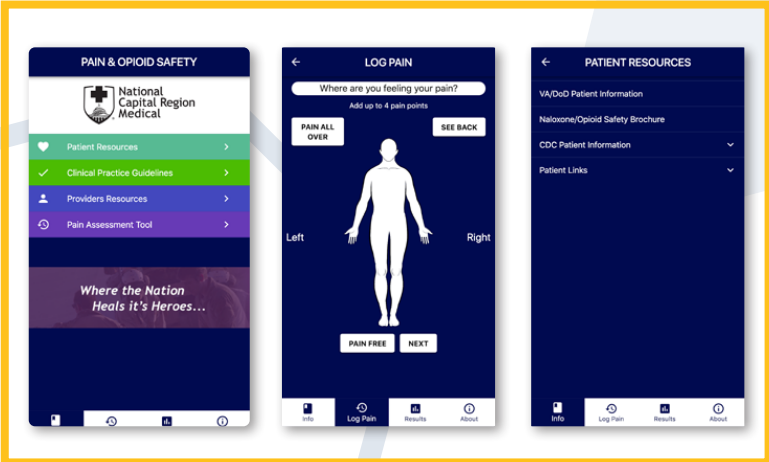 PAIN & OPIOID SAFETY
National
Capital Region
Medical
Patient Resources
Clinical Practice Guidelines
Providers Resources
Pain Assessment Tool
Where the Nation
Heals it's Heroes...
LOG PAIN
Where are you feeling your pain?
Add up to 4 pain points
PAIN ALL
OVER
SEE BACK
Left
Right
PAIN FREE
NEXT
Info
Log Pain
Results
About
PATIENT RESOURCES
VA/DoD Patient Information
Naloxone/Opioid Safety Brochure
CDC Patient Information
Patient Links
Info
Log Pain
Results
About